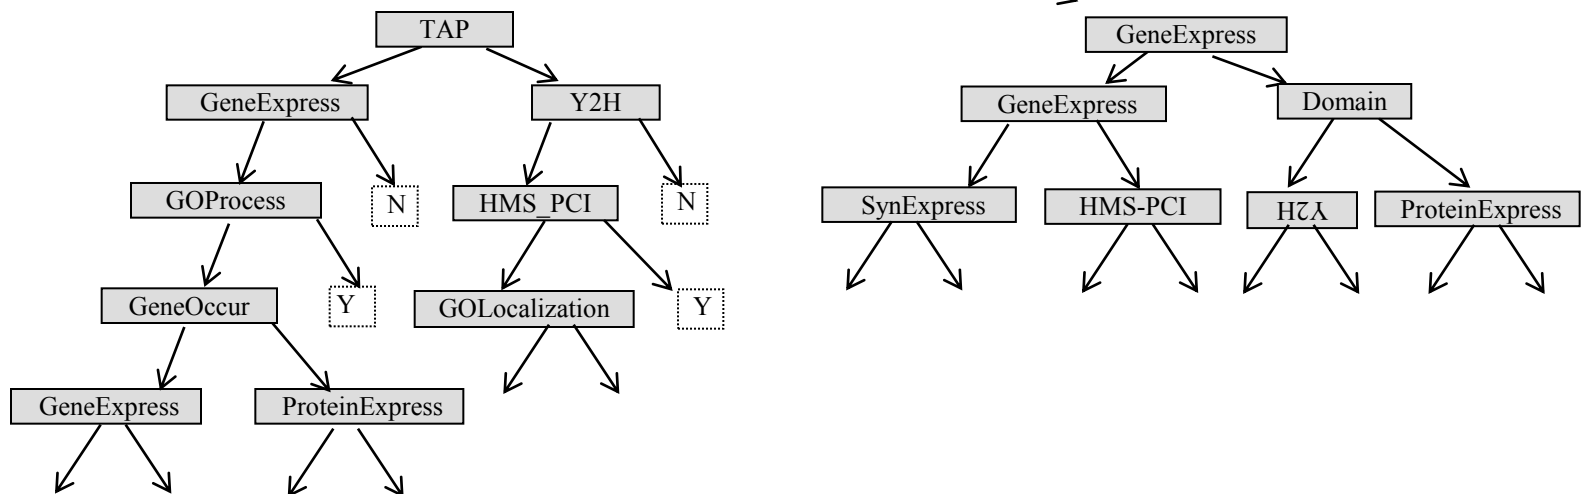 TAP
GeneExpress
Y2H
GOProcess
N
HMS_PCI
N
GeneOccur
Y
GOLocalization
Y
GeneExpress
ProteinExpress
GeneExpress
GeneExpress
Domain
SynExpress
HMS-PCI
Y2H
ProteinExpress